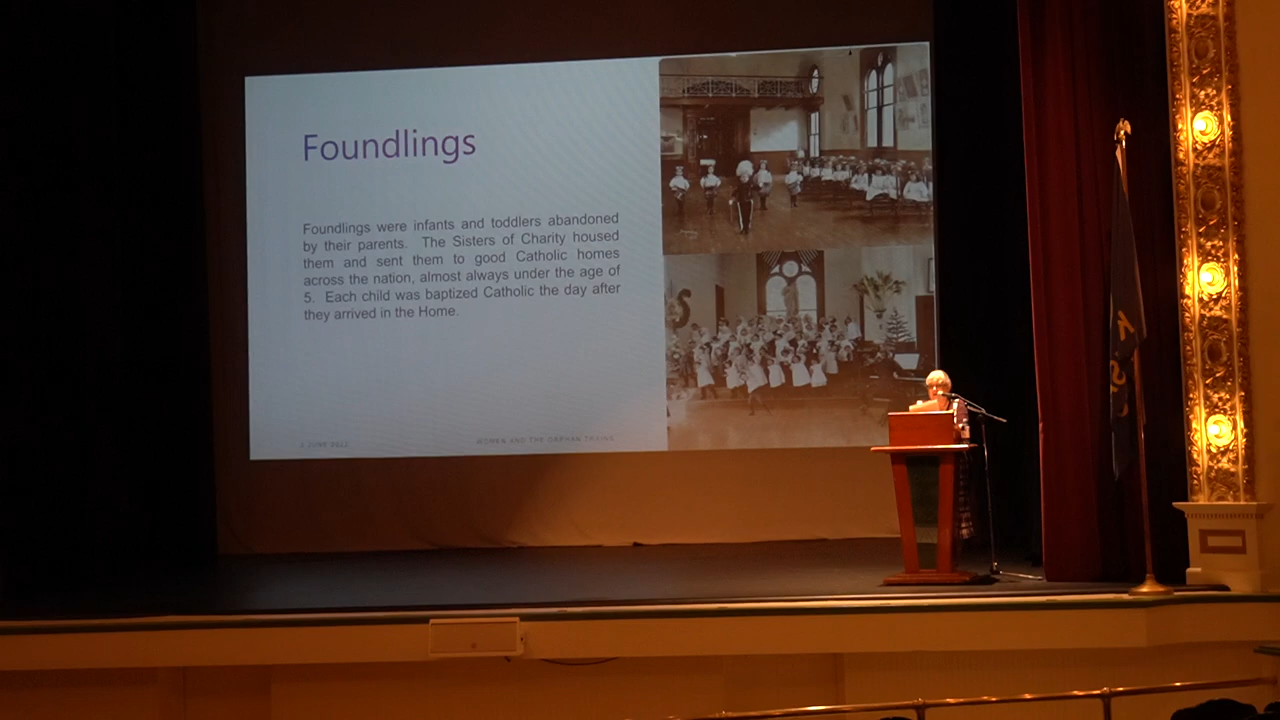 Foundlings
Foundlings were infants and toddlers abandoned
by their parents. The Sisters of Charity housed
them and sent them to good Catholic homes
across the nation, almost always under the age of
5. Each child was baptized Catholic the day after
they arrived in the Home.
WOMEN AND THE ORPHAN TRAINS